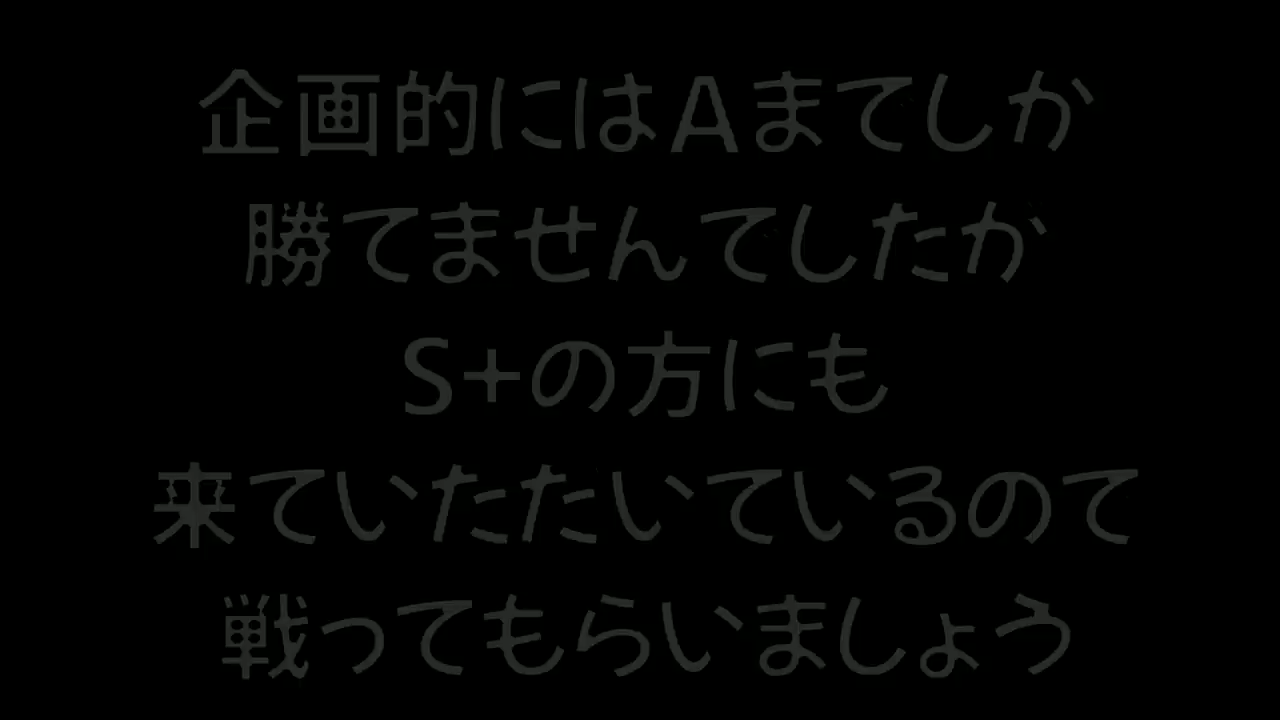 企画的にはAまでしか
勝てませんでしたが
S+の方にも
来ていただいているので
戦ってもらいましょう